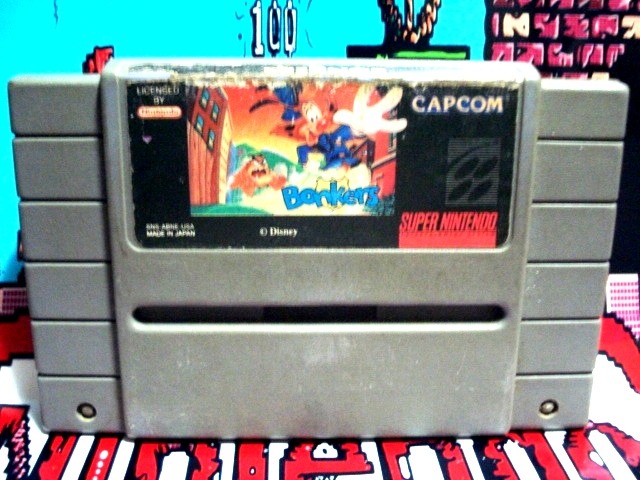 100
LICENSED
BY
Nintendo
CAPCOM
Bonkers
SUPER NINTENDO
SNS-ABNE-USA
MADE IN JAPAN
© Disney